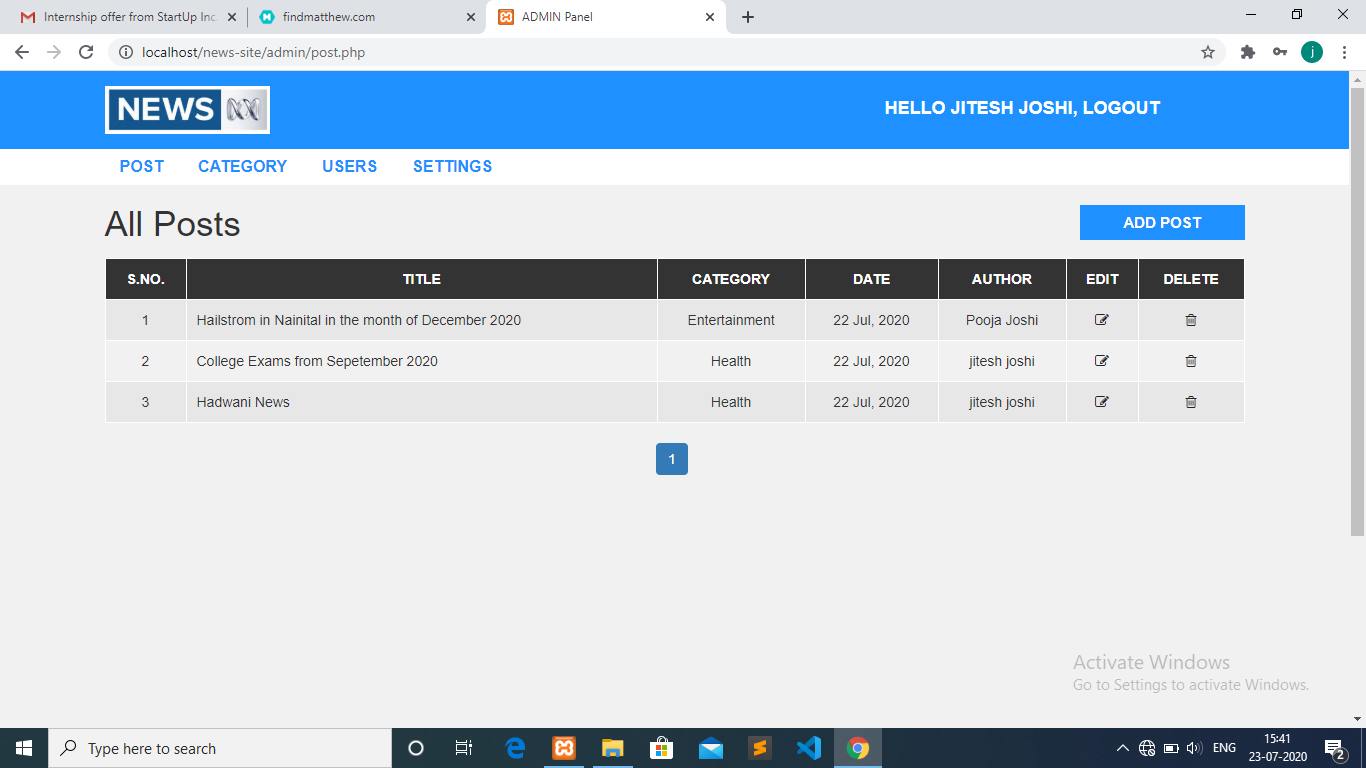 Internship offer from StartUp Inc.
findmatthew.com
ADMIN Panel
localhost/news-site/admin/post.php
j
NEWS
HELLO JITESH JOSHI, LOGOUT
POST CATEGORY USERS SETTINGS
All Posts
ADD POST
S.NO. TITLE CATEGORY DATE AUTHOR EDIT DELETE
1 Hailstrom in Nainital in the month of December 2020 Entertainment 22 Jul, 2020 Pooja Joshi
2 College Exams from Sepetember 2020 Health 22 Jul, 2020 jitesh joshi
3 Hadwani News Health 22 Jul, 2020 jitesh joshi
1
Activate Windows
Go to Settings to activate Windows.
Type here to search
ENG
15:41
23-07-2020
2